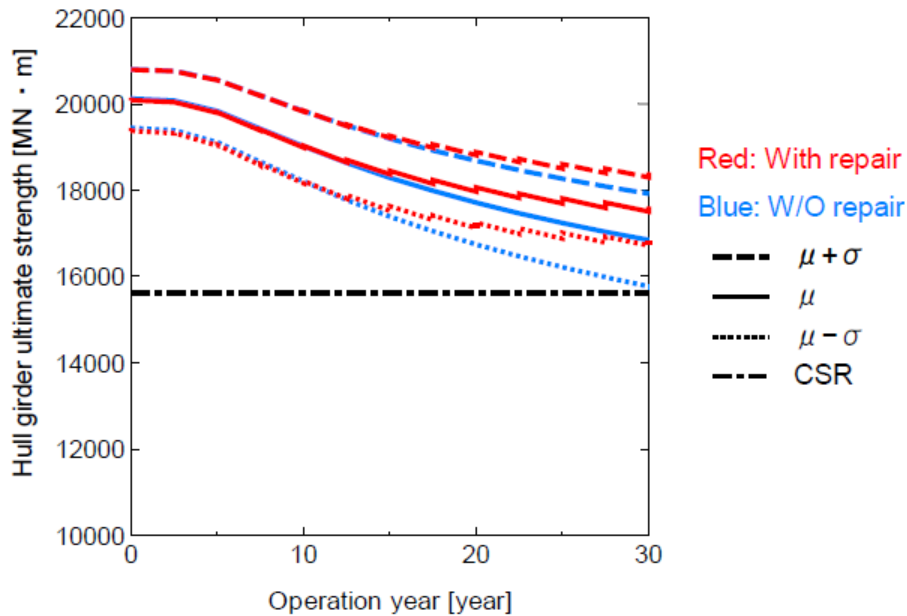 Hull girder ultimate strength [MN・m]
22000
20000
18000
16000
14000
12000
10000
0
10
20
30
Operation year [year]
Red: With repair
Blue: W/O repair
μ + σ
μ
μ − σ
CSR